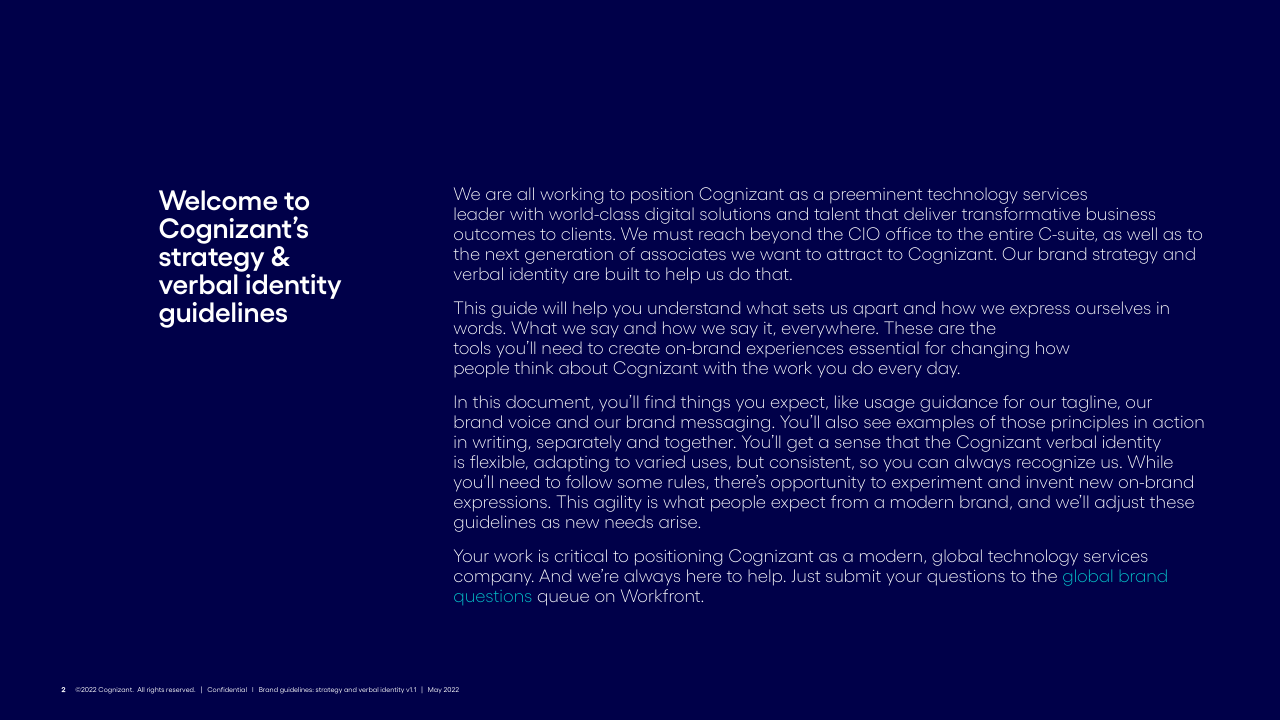 Welcome to
Cognizant’s
strategy &
verbal identity
guidelines
We are all working to position Cognizant as a preeminent technology services
leader with world-class digital solutions and talent that deliver transformative business
outcomes to clients. We must reach beyond the CIO office to the entire C-suite, as well as to
the next generation of associates we want to attract to Cognizant. Our brand strategy and
verbal identity are built to help us do that.
This guide will help you understand what sets us apart and how we express ourselves in
words. What we say and how we say it, everywhere. These are the
tools you’ll need to create on-brand experiences essential for changing how
people think about Cognizant with the work you do every day.
In this document, you’ll find things you expect, like usage guidance for our tagline, our
brand voice and our brand messaging. You’ll also see examples of those principles in action
in writing, separately and together. You’ll get a sense that the Cognizant verbal identity
is flexible, adapting to varied uses, but consistent, so you can always recognize us. While
you’ll need to follow some rules, there’s opportunity to experiment and invent new on-brand
expressions. This agility is what people expect from a modern brand, and we’ll adjust these
guidelines as new needs arise.
Your work is critical to positioning Cognizant as a modern, global technology services
company. And we’re always here to help. Just submit your questions to the global brand
questions queue on Workfront.
2 ©2022 Cognizant. All rights reserved. | Confidential | Brand guidelines: strategy and verbal identity v1.1 | May 2022